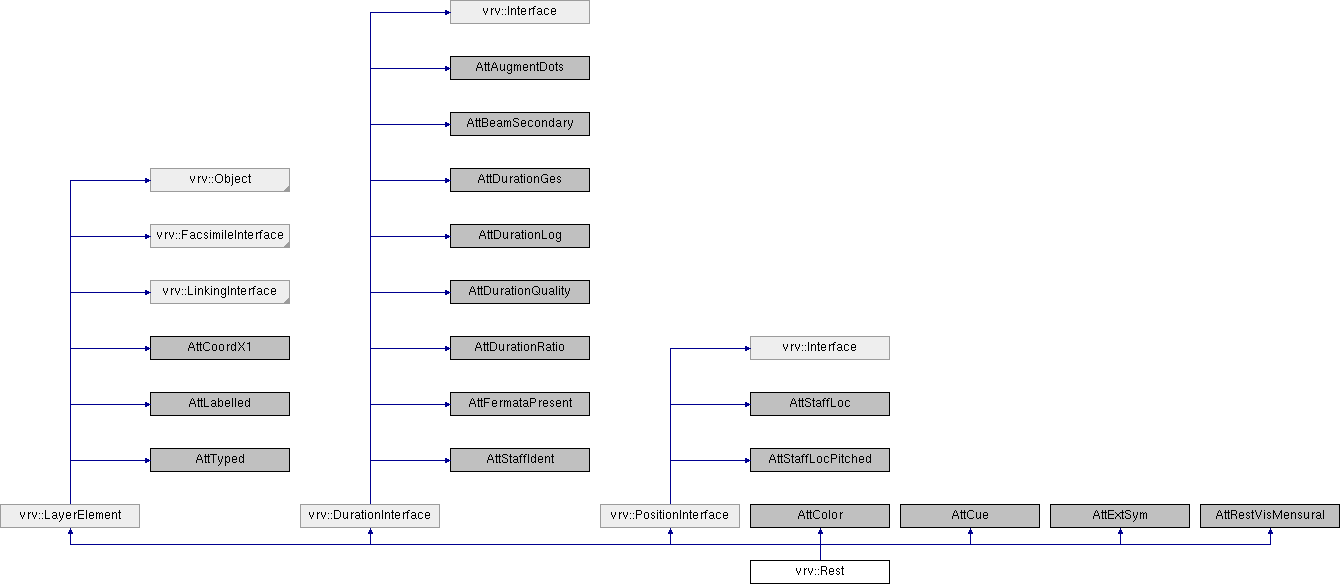 vrv::Interface
AttAugmentDots
AttBeamSecondary
vrv::Object
AttDurationGes
vrv::FacsimileInterface
AttDurationLog
vrv::LinkingInterface
AttDurationQuality
AttCoordX1
AttDurationRatio
vrv::Interface
AttLabelled
AttFermataPresent
AttStaffLoc
AttTyped
AttStaffIdent
AttStaffLocPitched
vrv::LayerElement
vrv::DurationInterface
vrv::PositionInterface
AttColor
AttCue
AttExtSym
AttRestVisMensural
vrv::Rest